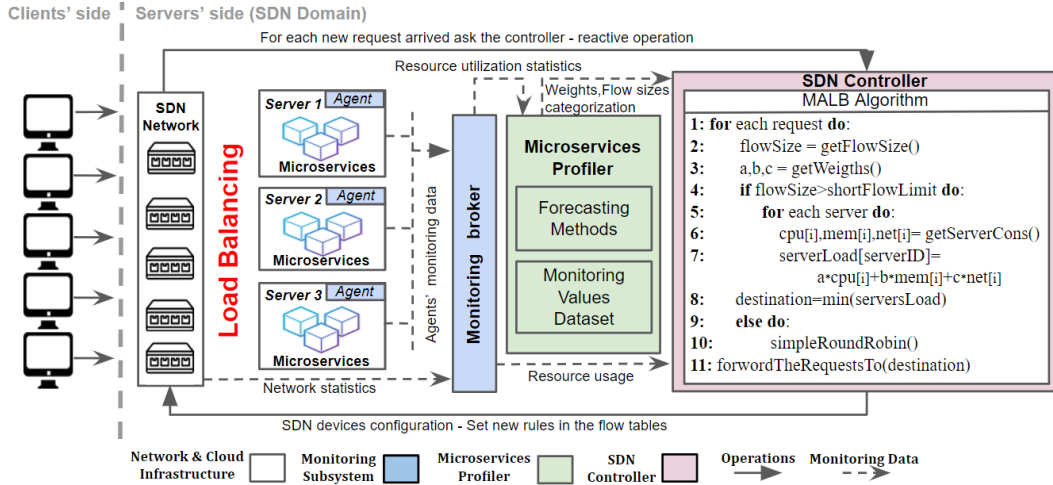 Clients’ side
Servers’ side (SDN Domain)
For each new request arrived ask the controller - reactive operation
Resource utilization statistics
Weights,Flow sizes
categorization
SDN
Network
Load Balancing
Server 1
Agent
Microservices
Server 2
Agent
Microservices
Server 3
Agent
Microservices
Agents’ monitoring data
Monitoring broker
Microservices
Profiler
Forecasting
Methods
Monitoring
Values
Dataset
SDN Controller
MALB Algorithm
1: for each request do:
2: flowSize = getFlowSize()
3: a,b,c = getWeigths()
4: if flowSize>shortFlowLimit do:
5: for each server do:
6: cpu[i],mem[i],net[i]= getServerCons()
7: serverLoad[serverID]=
a*cpu[i]+b*mem[i]+c*net[i]
8: destination=min(serversLoad)
9: else do:
10: simpleRoundRobin()
11: forwordTheRequestsTo(destination)
Network statistics
Resource usage
SDN devices configuration - Set new rules in the flow tables
Network & Cloud
Infrastructure
Monitoring
Subsystem
Microservices
Profiler
SDN
Controller
Operations
Monitoring Data